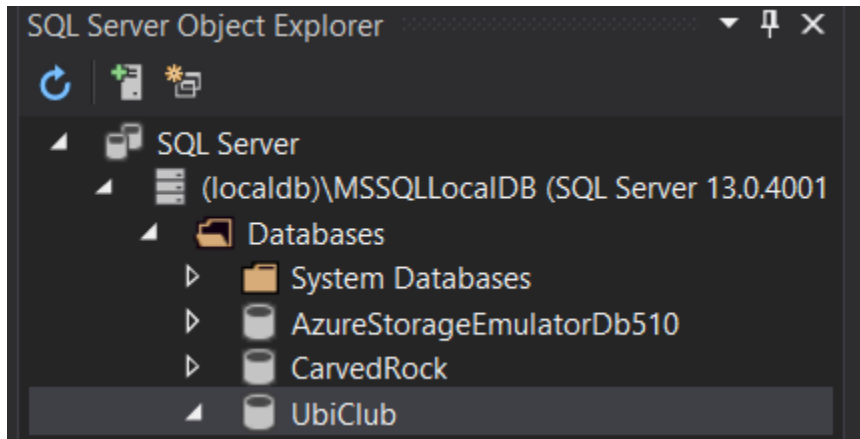 SQL Server Object Explorer
SQL Server
(localdb)\MSSQLLocalDB (SQL Server 13.0.4001
Databases
System Databases
AzureStorageEmulatorDb510
CarvedRock
UbiClub